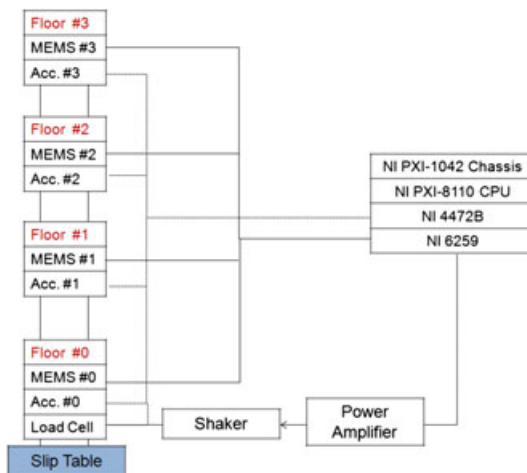 Floor #3
MEMS #3
Acc. #3
Floor #2
MEMS #2
Acc. #2
Floor #1
MEMS #1
Acc. #1
Floor #0
MEMS #0
Acc. #0
Load Cell
Slip Table
Shaker
Power
Amplifier
NI PXI-1042 Chassis
NI PXI-8110 CPU
NI 4472B
NI 6259